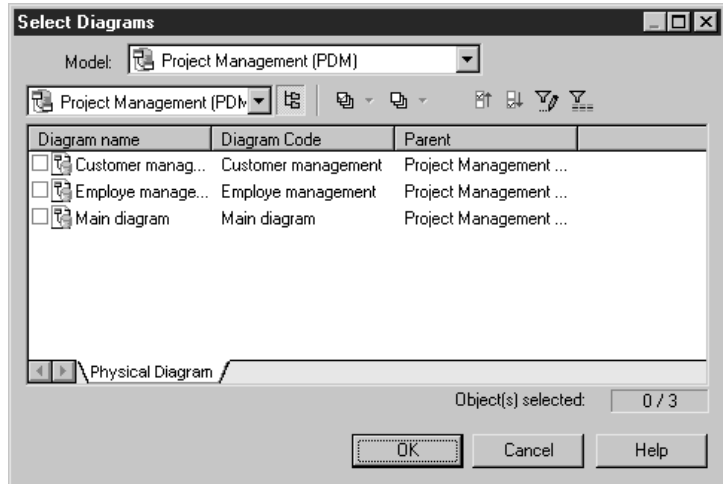 Select Diagrams
Model: Project Management (PDM)
Project Management (PDM
Diagram name Diagram Code Parent
Customer manag... Customer management Project Management ...
Employe manage... Employe management Project Management ...
Main diagram Main diagram Project Management ...
Physical Diagram
Object(s) selected: 0 / 3
OK Cancel Help